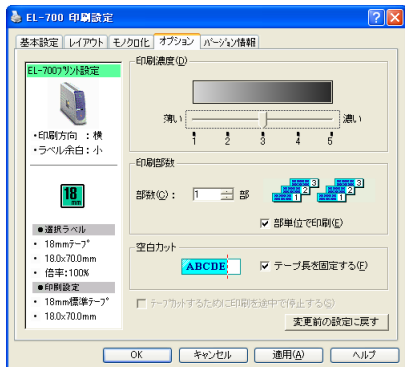 EL-700 印刷設定
基本設定 レイアウト モノクロ化 オプション バージョン情報
EL-700プリント設定
・印刷方向 ：横
・ラベル余白：小
18
mm
●選択ラベル
・ 18mmテープ
・ 18.0x70.0mm
・ 倍率:100%
●印刷設定
・ 18mm標準テープ
・ 18.0x70.0mm
印刷濃度(D)
薄い 濃い
1 2 3 4 5
印刷部数
部数(C)： 1 部
3 3
2 2
1 1
部単位で印刷(E)
空白カット
ABCDE
テープ長を固定する(F)
テープカットするために印刷を途中で停止する(S)
変更前の設定に戻す
OK キャンセル 適用(A) ヘルプ